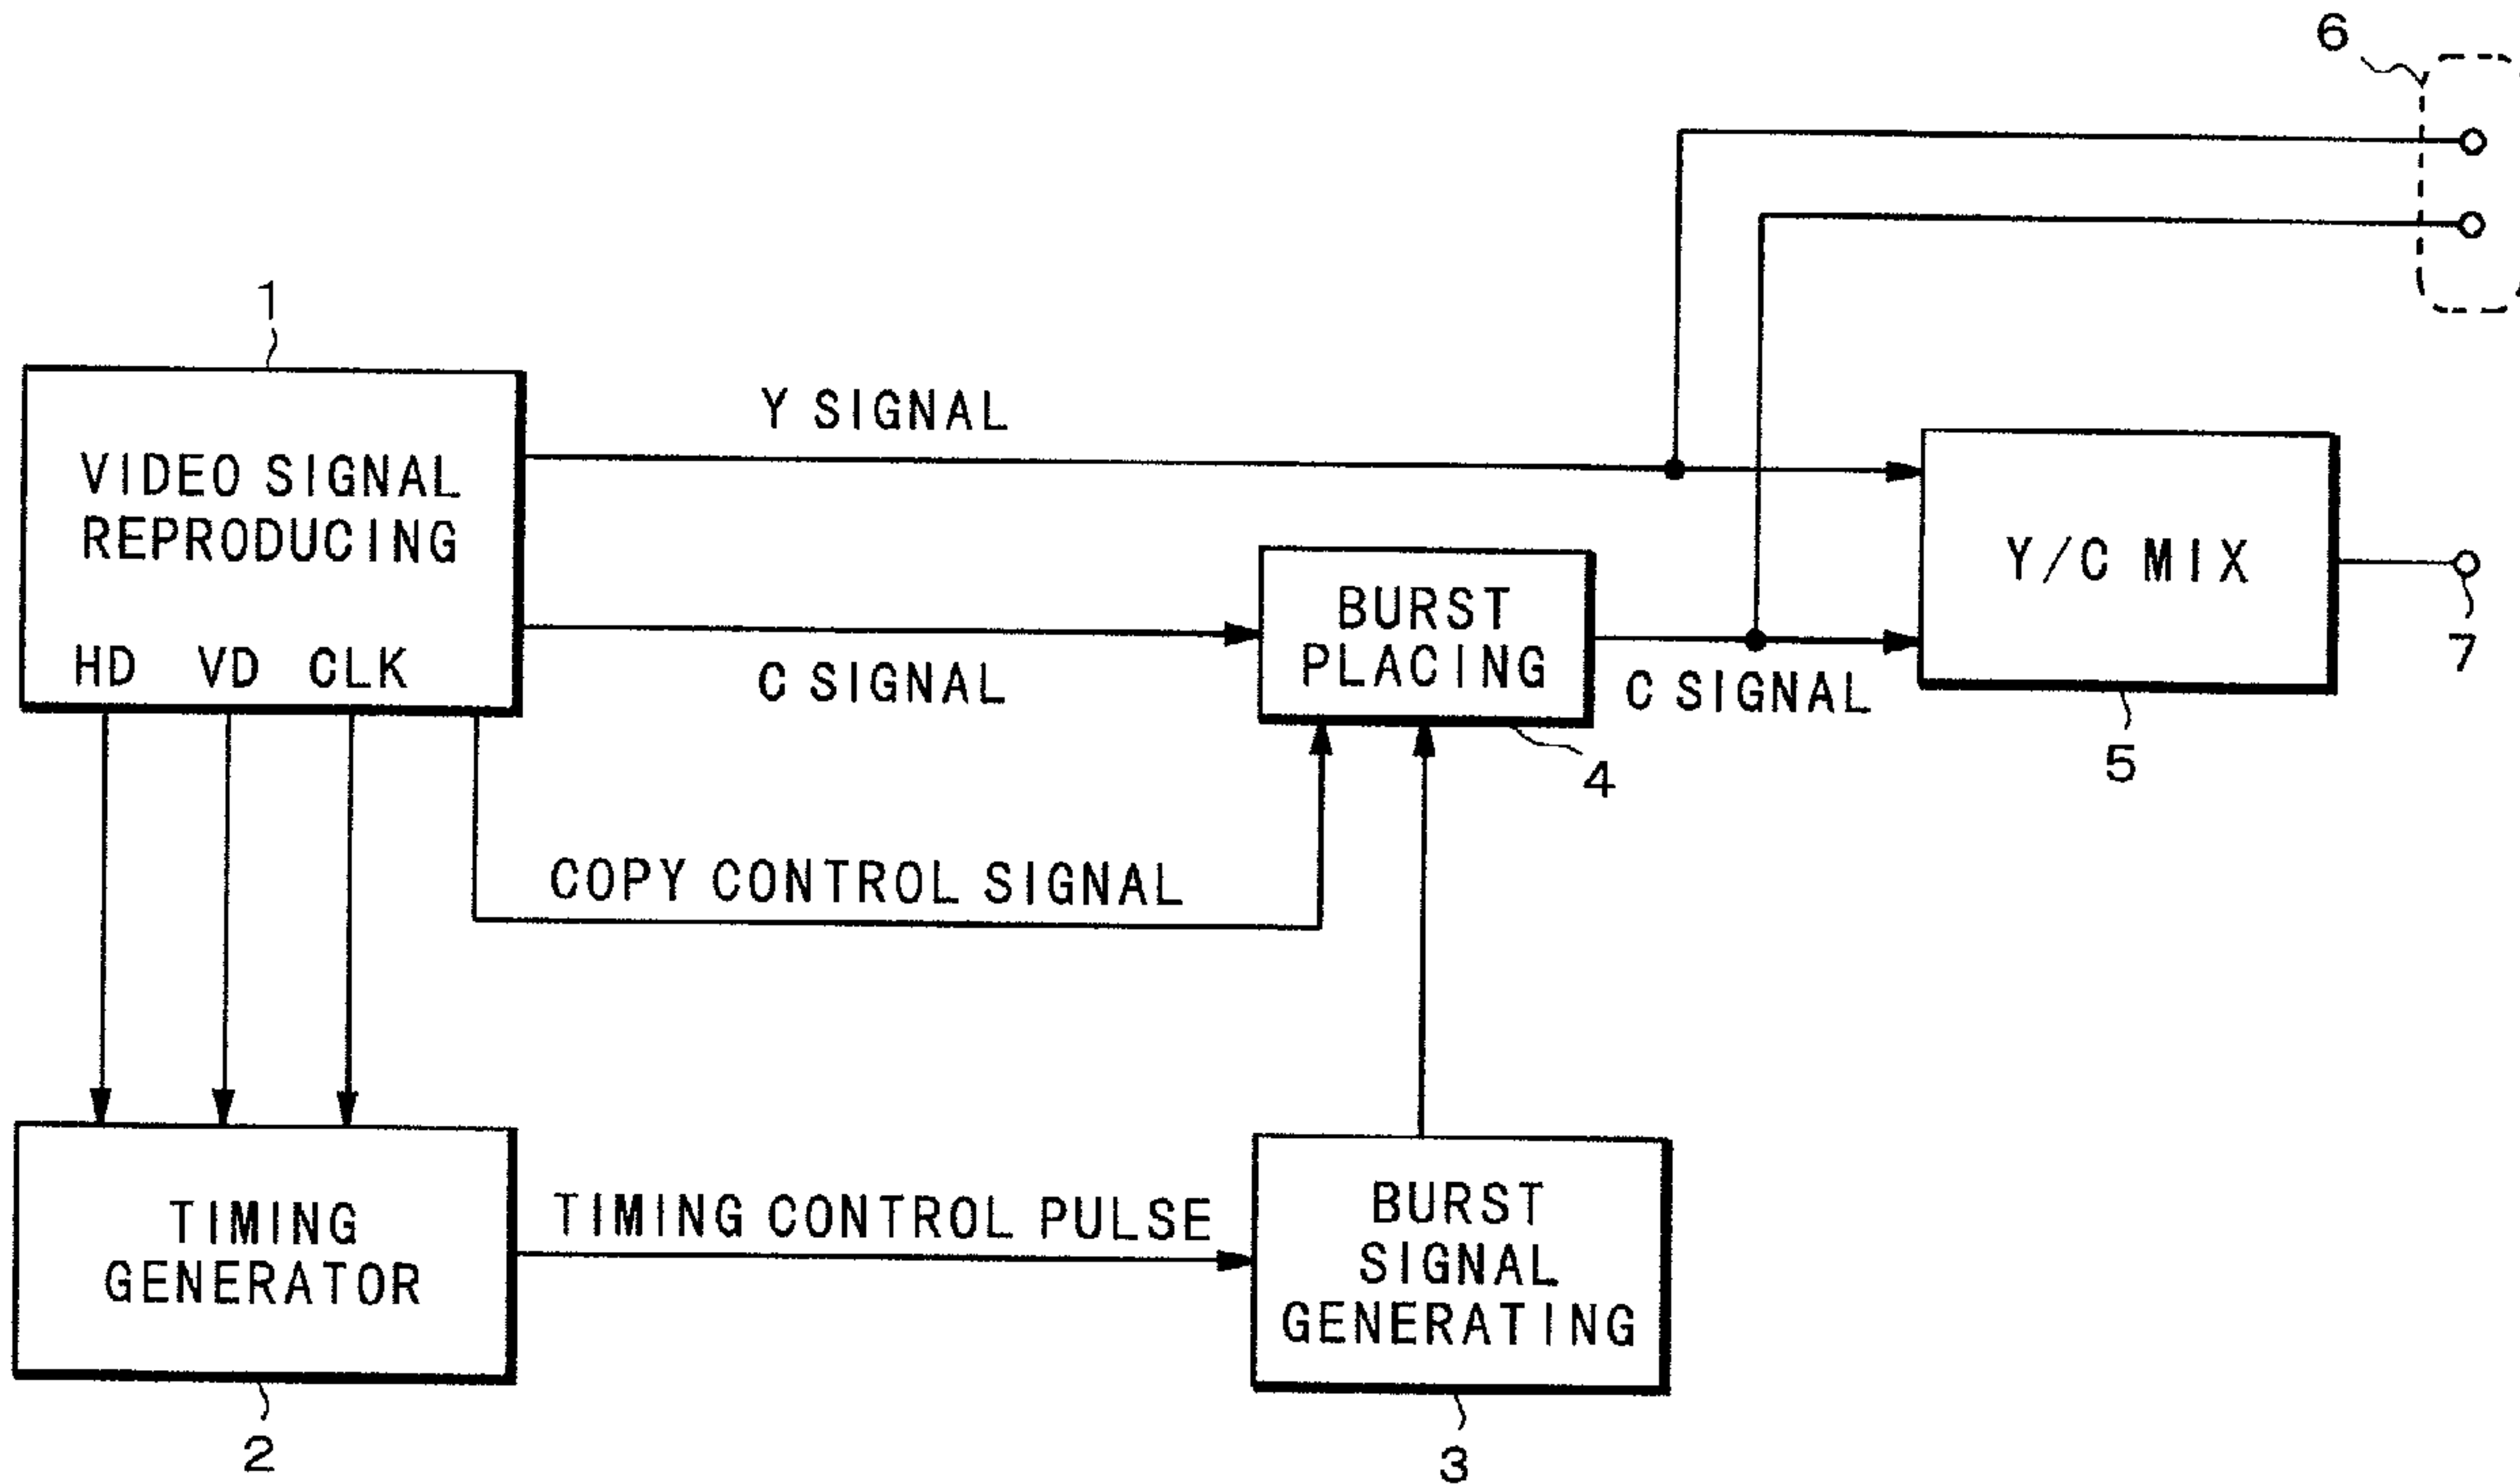 6
1
Y SIGNAL
VIDEO SIGNAL
REPRODUCING
Y/C MIX
BURST
PLACING
HD VD CLK
C SIGNAL
C SIGNAL
7
4
5
COPY CONTROL SIGNAL
TIMING
GENERATOR
TIMING CONTROL PULSE
BURST
SIGNAL
GENERATING
2
3